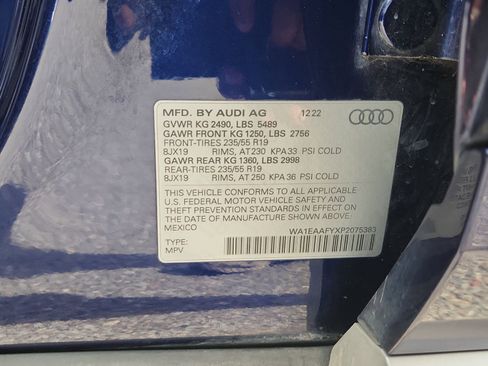 MFD. BY AUDI AG 12.22
GVWR KG 2490, LBS 5489
GAWR FRONT KG 1250, LBS 2756
FRONT-TIRES 235/55 R19
8JX19 RIMS, AT 230 KPA 33 PSI COLD
GAWR REAR KG 1360, LBS 2998
REAR-TIRES 235/55 R19
8JX19 RIMS, AT 250 KPA 36 PSI COLD
THIS VEHICLE CONFORMS TO ALL APPLICABLE
U.S. FEDERAL MOTOR VEHICLE SAFETY AND
THEFT PREVENTION STANDARDS IN EFFECT ON
THE DATE OF MANUFACTURE SHOWN ABOVE.
MEXICO
WA1EAAFYXP2075383
TYPE:
MPV